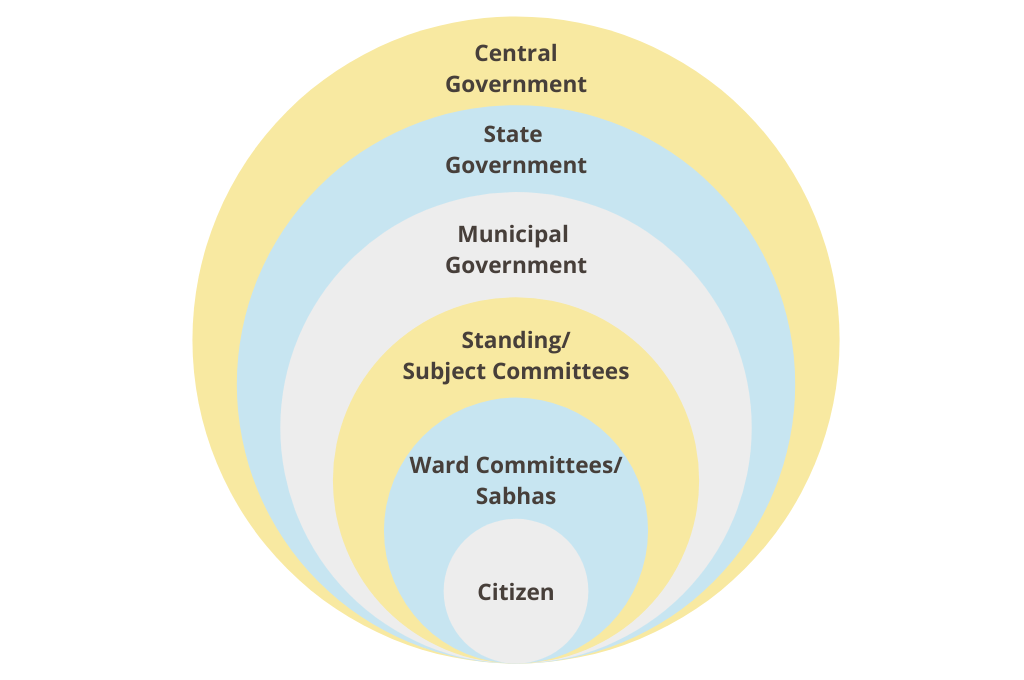 Central
Government
State
Government
Municipal
Government
Standing/
Subject Committees
Ward Committees/
Sabhas
Citizen